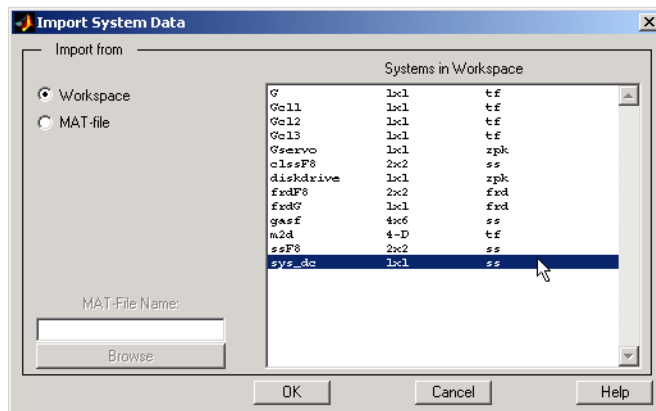 Import System Data
Import from
Systems in Workspace
Workspace
MAT-file
G 1x1 tf
Gcl1 1x1 tf
Gcl2 1x1 tf
Gcl3 1x1 tf
Gservo 1x1 zpk
clssF8 2x2 ss
diskdrive 1x1 zpk
frdF8 2x2 frd
frdG 1x1 frd
gasf 4x6 ss
m2d 4-D tf
ssF8 2x2 ss
sys_dc 1x1 ss
MAT-File Name:
Browse
OK Cancel Help